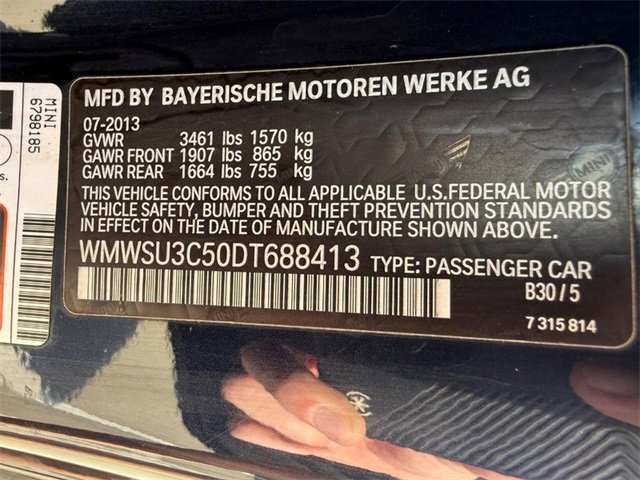 MFD BY BAYERISCHE MOTOREN WERKE AG
07-2013
GVWR 3461 lbs 1570 kg
GAWR FRONT 1907 lbs 865 kg
GAWR REAR 1664 lbs 755 kg
THIS VEHICLE CONFORMS TO ALL APPLICABLE U.S.FEDERAL MOTOR
VEHICLE SAFETY, BUMPER AND THEFT PREVENTION STANDARDS
IN EFFECT ON THE DATE OF MANUFACTURE SHOWN ABOVE.
WMWSU3C50DT688413 TYPE: PASSENGER CAR
B30/5
7 315 814
MINI
6798185
s.
MINI